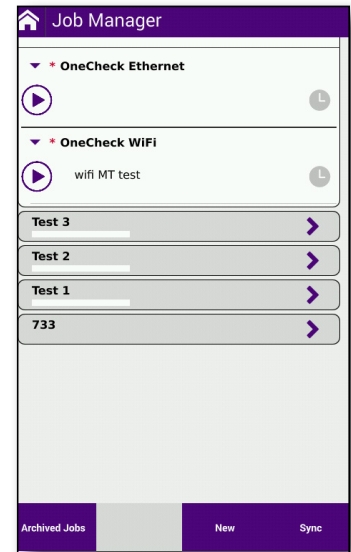 Job Manager
* OneCheck Ethernet
* OneCheck WiFi
wifi MT test
Test 3
Test 2
Test 1
733
Archived Jobs New Sync